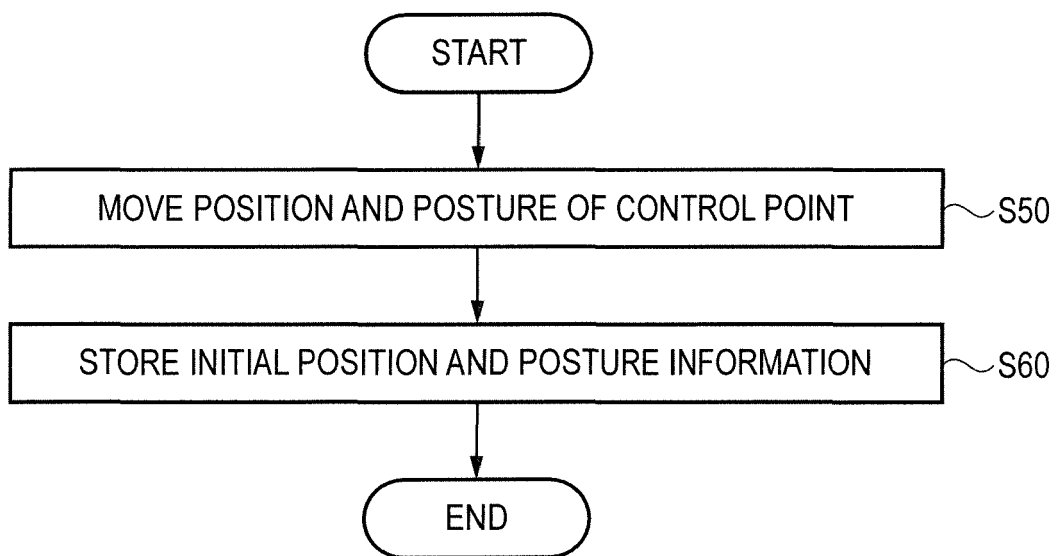 START
MOVE POSITION AND POSTURE OF CONTROL POINT
S50
STORE INITIAL POSITION AND POSTURE INFORMATION
S60
END